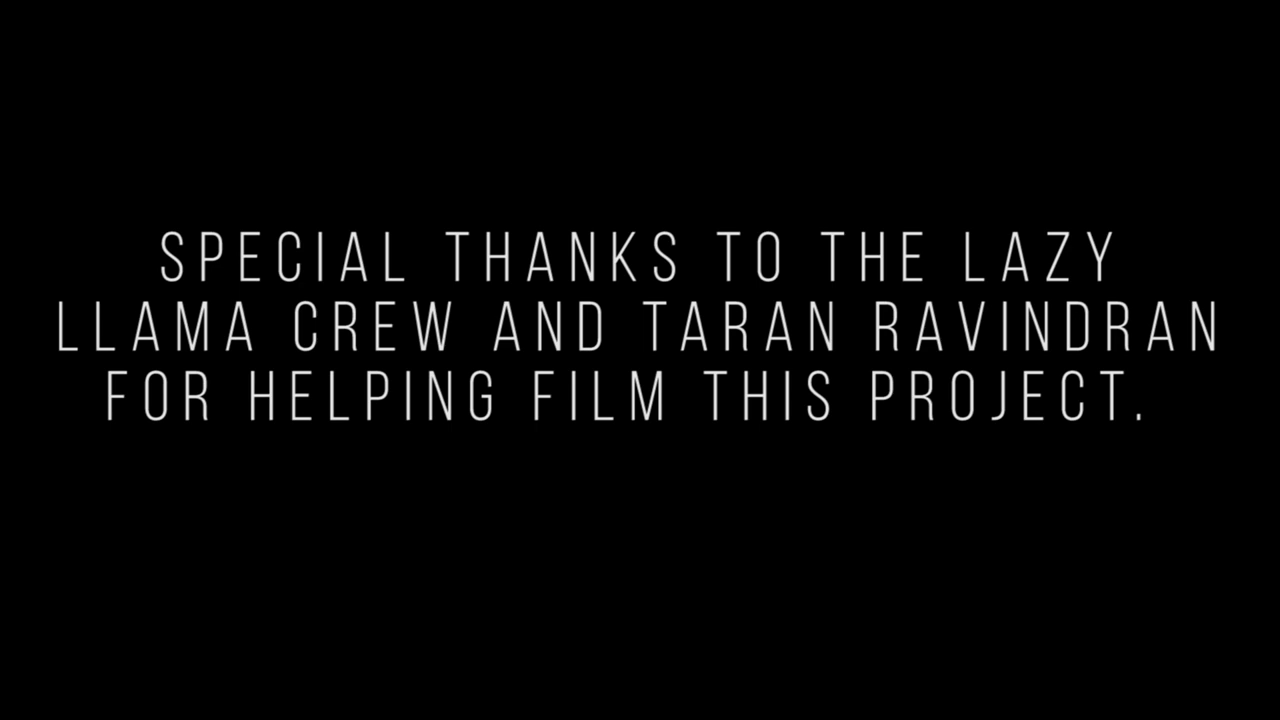 SPECIAL THANKS TO THE LAZY
LLAMA CREW AND TARAN RAVINDRAN
FOR HELPING FILM THIS PROJECT.